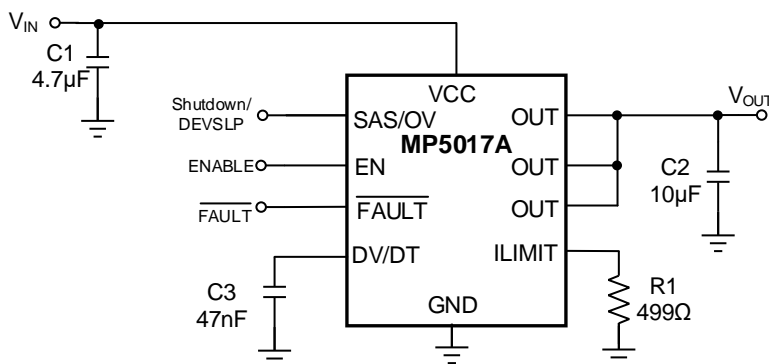 VIN
C1
4.7µF
VCC
Shutdown/
DEVSLP
SAS/OV
OUT
VOUT
MP5017A
ENABLE
EN
OUT
C2
10µF
FAULT
FAULT
OUT
DV/DT
ILIMIT
C3
47nF
R1
499Ω
GND